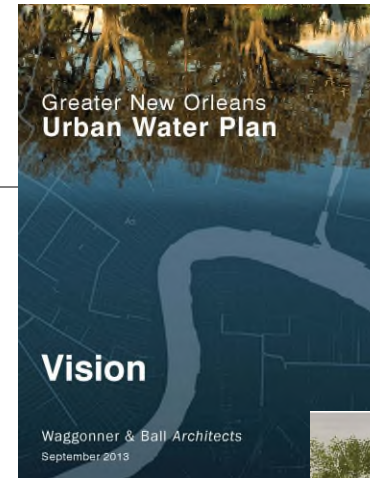 Greater New Orleans
Urban Water Plan
Vision
Waggonner & Ball Architects
September 2013